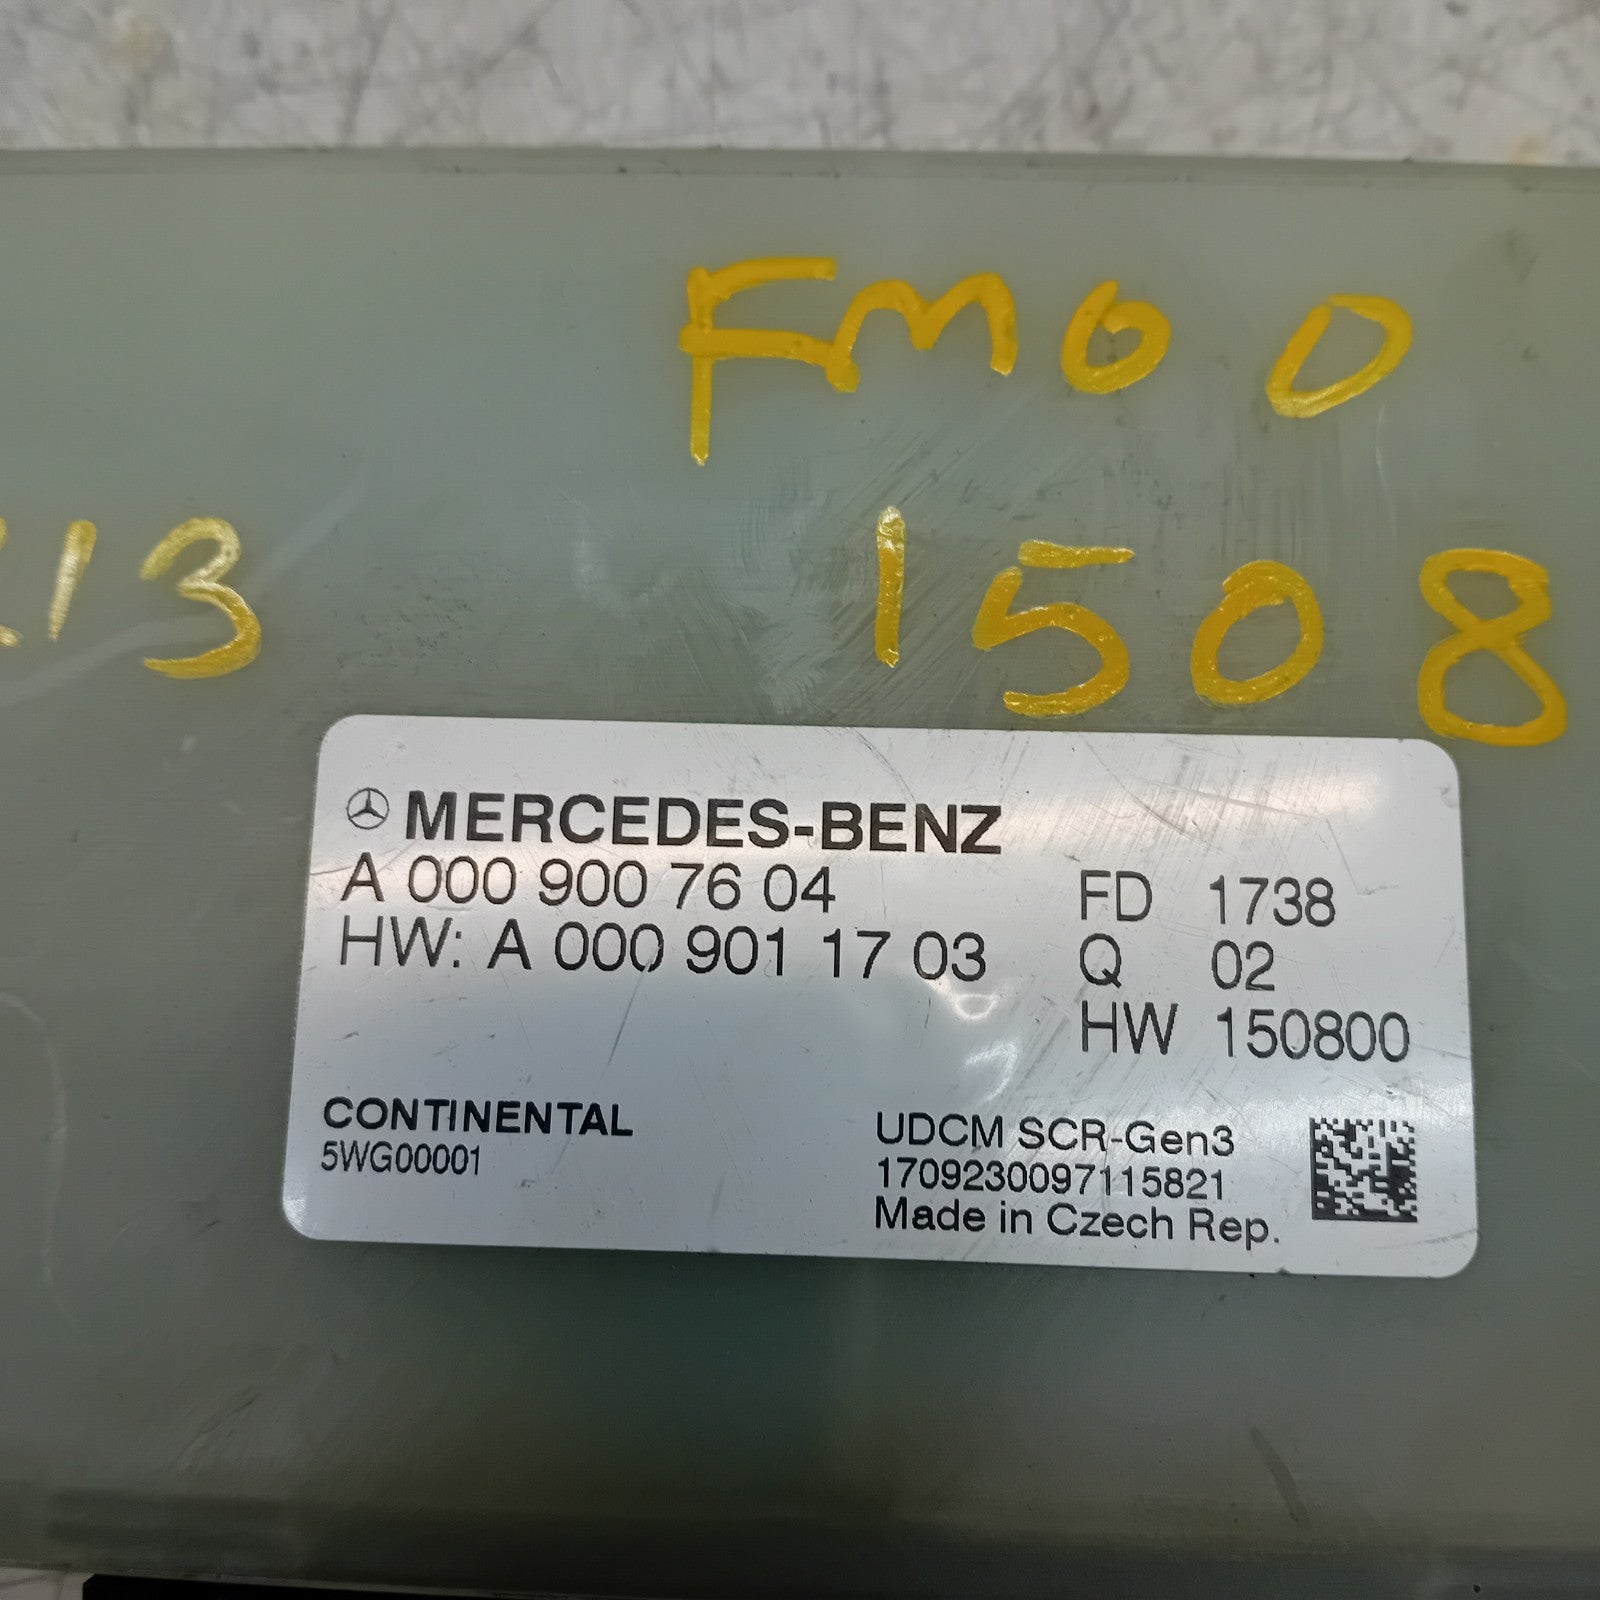 FM60
1508
213
MERCEDES-BENZ
A 000 900 76 04
HW: A 000 901 17 03
FD 1738
Q 02
HW 150800
CONTINENTAL
5WG00001
UDCM SCR-Gen3
1709230097115821
Made in Czech Rep.